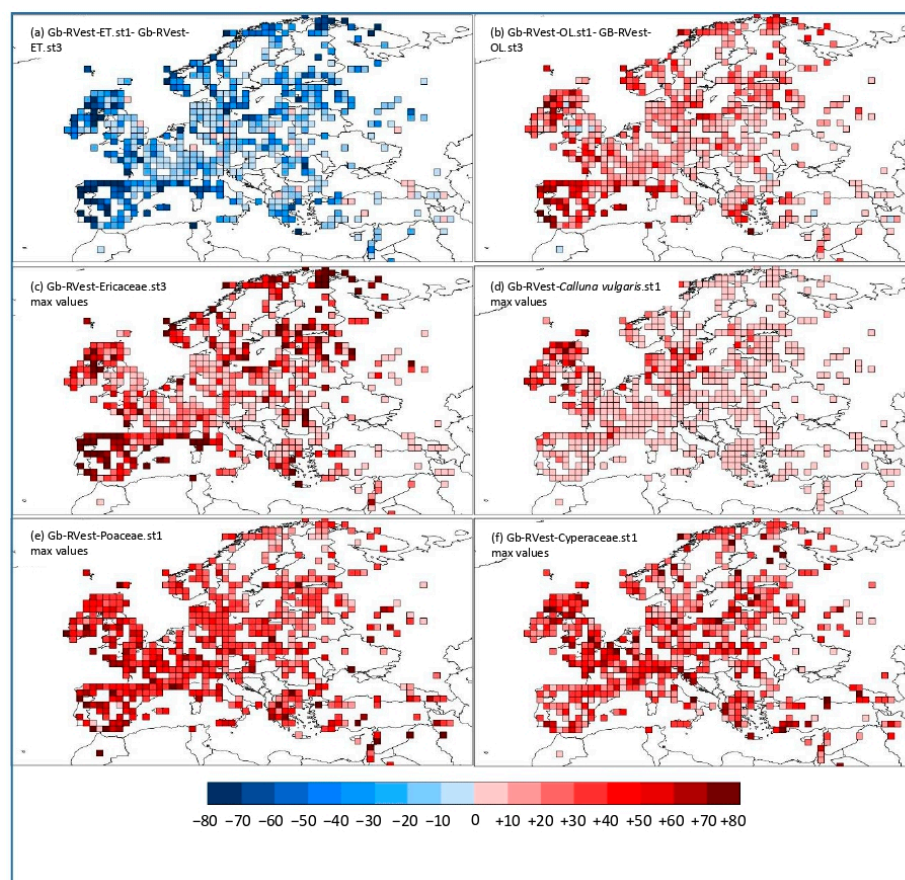 (a) Gb-RVest-ET.st1- Gb-RVest-
ET.st3
(b) Gb-RVest-OL.st1- GB-RVest-
OL.st3
(c) Gb-RVest-Ericaceae.st3
max values
(d) Gb-RVest-Calluna vulgaris.st1
max values
(e) Gb-RVest-Poaceae.st1
max values
(f) Gb-RVest-Cyperaceae.st1
max values
−80 −70 −60 −50 −40 −30 −20 −10 0 +10 +20 +30 +40 +50 +60 +70 +80